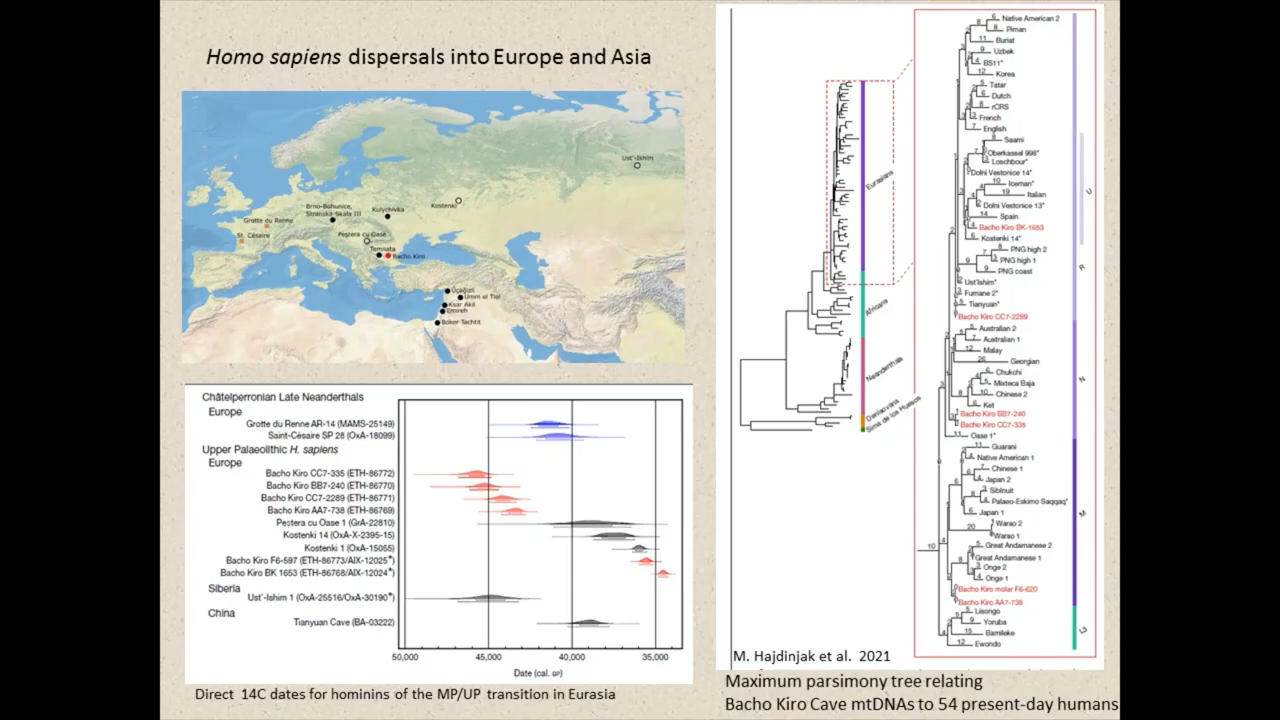 Homo sapiens dispersals into Europe and Asia
Ust'-Ishim
Kostenki
Brno-Bohunice,
Stránská-Skála III
Kulychivka
Grotte du Renne
St. Césaire
Peştera cu Oase
Temnata
Bacho Kiro
Üçağızlı
Umm el Tlel
Ksar Akil
Emireh
Boker Tachtit
Châtelperronian Late Neanderthals
Europe
Grotte du Renne AR-14 (MAMS-25149)
Saint-Césaire SP 28 (OxA-18099)
Upper Palaeolithic H. sapiens
Europe
Bacho Kiro CC7-335 (ETH-86772)
Bacho Kiro BB7-240 (ETH-86770)
Bacho Kiro CC7-2289 (ETH-86771)
Bacho Kiro AA7-738 (ETH-86769)
Peştera cu Oase 1 (GrA-22810)
Kostenki 14 (OxA-X-2395-15)
Kostenki 1 (OxA-15055)
Bacho Kiro F6-597 (ETH-86773/AIX-12025*)
Bacho Kiro BK 1653 (ETH-86768/AIX-12024*)
Siberia
Ust'-Ishim 1 (OxA-25516/OxA-30190*)
China
Tianyuan Cave (BA-03222)
50,000 45,000 40,000 35,000
Date (cal. BP)
Direct 14C dates for hominins of the MP/UP transition in Eurasia
Eurasians
Africans
Neanderthals
Denisovans
Sima de los Huesos
Native American 2
Piman
Buriat
Uzbek
BS11*
Korea
Tatar
Dutch
rCRS
French
English
Saami
Oberkassel 998*
Loschbour*
Dolni Vestonice 14*
Iceman*
Italian
Dolni Vestonice 13*
Spain
Bacho Kiro BK-1653
Kostenki 14*
PNG high 2
PNG high 1
PNG coast
Ust'Ishim*
Fumane 2*
Tianyuan*
Bacho Kiro CC7-2289
Australian 2
Australian 1
Malay
Georgian
Chukchi
Mixteca Baja
Chinese 2
Ket
Bacho Kiro BB7-240
Bacho Kiro CC7-335
Oase 1*
Guarani
Native American 1
Chinese 1
Japan 2
SibInuit
Palaeo-Eskimo Saqqaq*
Japan 1
Warao 2
Warao 1
Great Andamanese 2
Great Andamanese 1
Onge 2
Onge 1
Bacho Kiro molar F6-620
Bacho Kiro AA7-738
Lisongo
Yoruba
Bamileke
Ewondo
U
R
N
M
L3
M. Hajdinjak et al. 2021
Maximum parsimony tree relating
Bacho Kiro Cave mtDNAs to 54 present-day humans